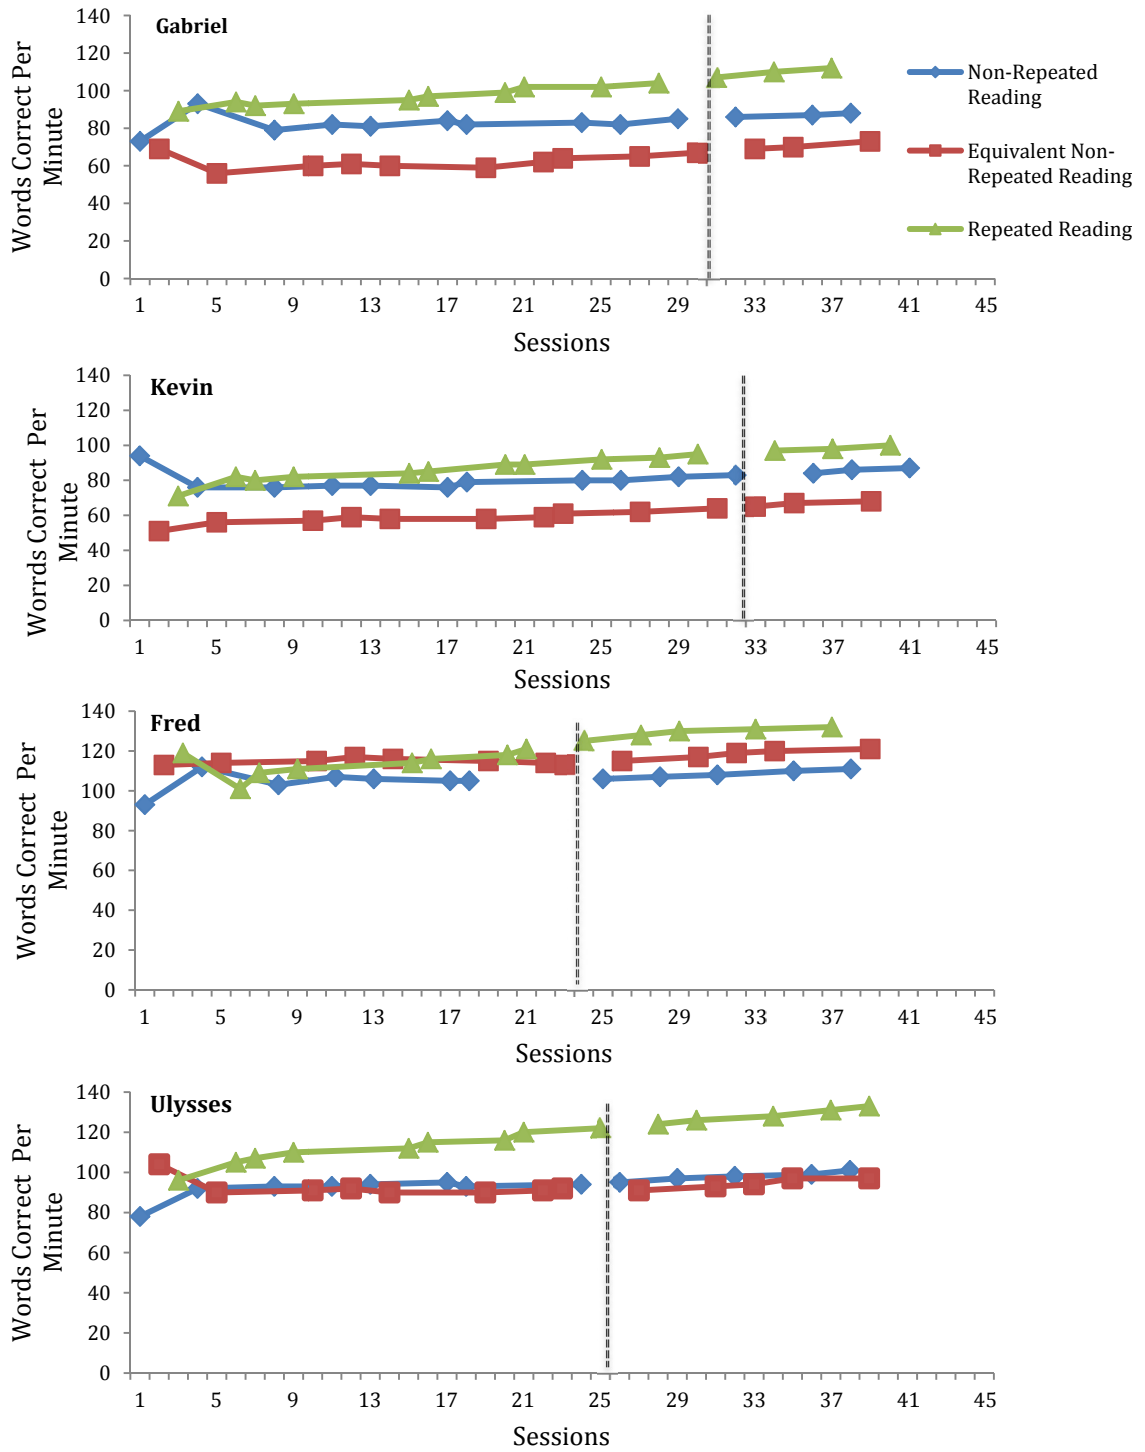 Gabriel
Words Correct Per
Minute
140
120
100
80
60
40
20
0
1 5 9 13 17 21 25 29 33 37 41 45
Sessions
Non-Repeated
Reading
Equivalent Non-
Repeated Reading
Repeated Reading
Kevin
Worrds Correct Per
Minute
140
120
100
80
60
40
20
0
1 5 9 13 17 21 25 29 33 37 41 45
Sessions
Fred
Words Correct Per
Minute
140
120
100
80
60
40
20
0
1 5 9 13 17 21 25 29 33 37 41 45
Sessions
Ulysses
Words Correct Per
Minute
140
120
100
80
60
40
20
0
1 5 9 13 17 21 25 29 33 37 41 45
Sessions